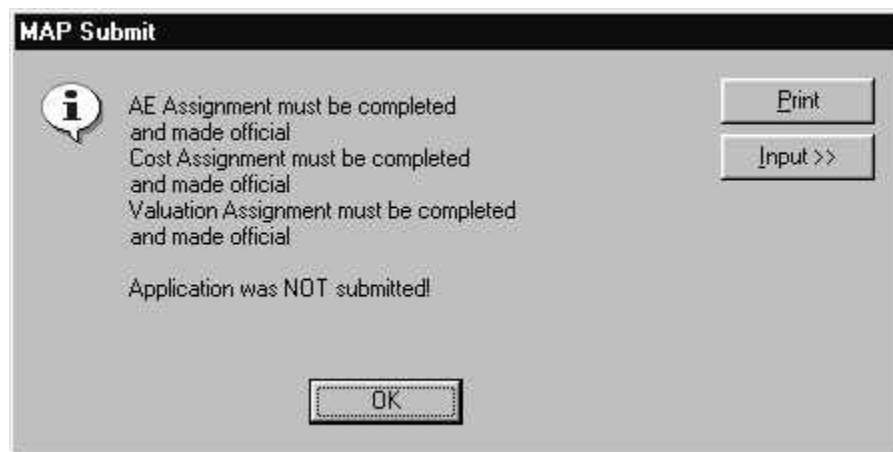 MAP Submit
AE Assignment must be completed
and made official
Cost Assignment must be completed
and made official
Valuation Assignment must be completed
and made official
Application was NOT submitted!
Print
Input >>
OK